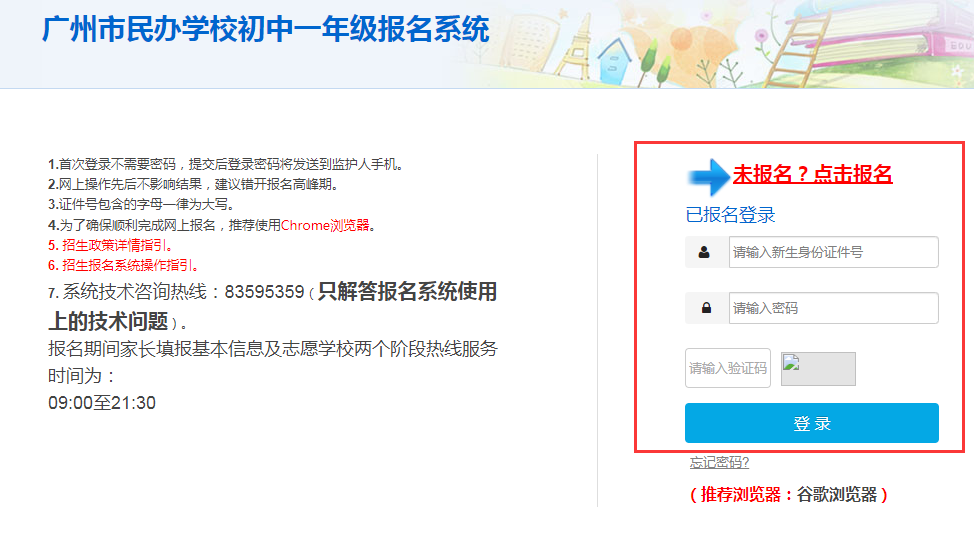 广州市民办学校初中一年级报名系统
EDU
1.首次登录不需要密码，提交后登录密码将发送到监护人手机。
2.网上操作先后不影响结果，建议错开报名高峰期。
3.证件号包含的字母一律为大写。
4.为了确保顺利完成网上报名，推荐使用Chrome浏览器。
5. 招生政策详情指引。
6. 招生报名系统操作指引。
7. 系统技术咨询热线：83595359（只解答报名系统使用
上的技术问题）。
报名期间家长填报基本信息及志愿学校两个阶段热线服务
时间为：
09:00至21:30
未报名？点击报名
已报名登录
请输入新生身份证件号
请输入密码
请输入验证码
登 录
忘记密码?
（推荐浏览器：谷歌浏览器）